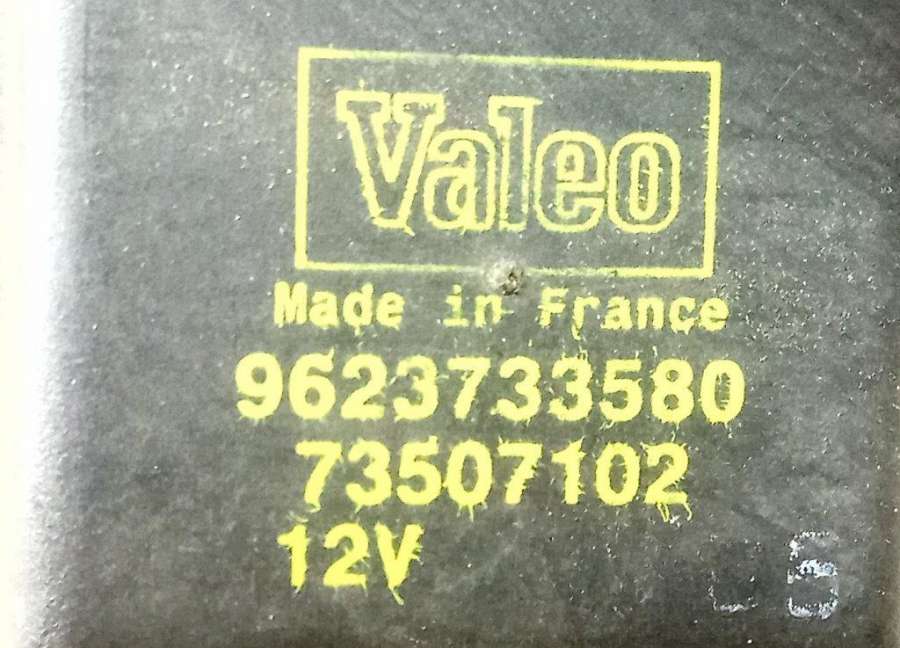 Valeo
Made in France
9623733580
73507102
12V